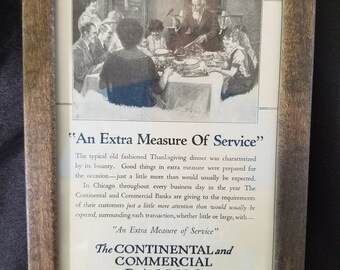 "An Extra Measure Of Service"
The typical old fashioned Thanksgiving dinner was characterized
by its bounty. Good things in extra measure were prepared for
the occasion—just a little more than would usually be expected.
In Chicago throughout every business day in the year The
Continental and Commercial Banks are giving to the requirements
of their customers just a little more attention than would usually be
expected, surrounding each transaction, whether little or large, with—
"An Extra Measure of Service"
The CONTINENTAL and
COMMERCIAL